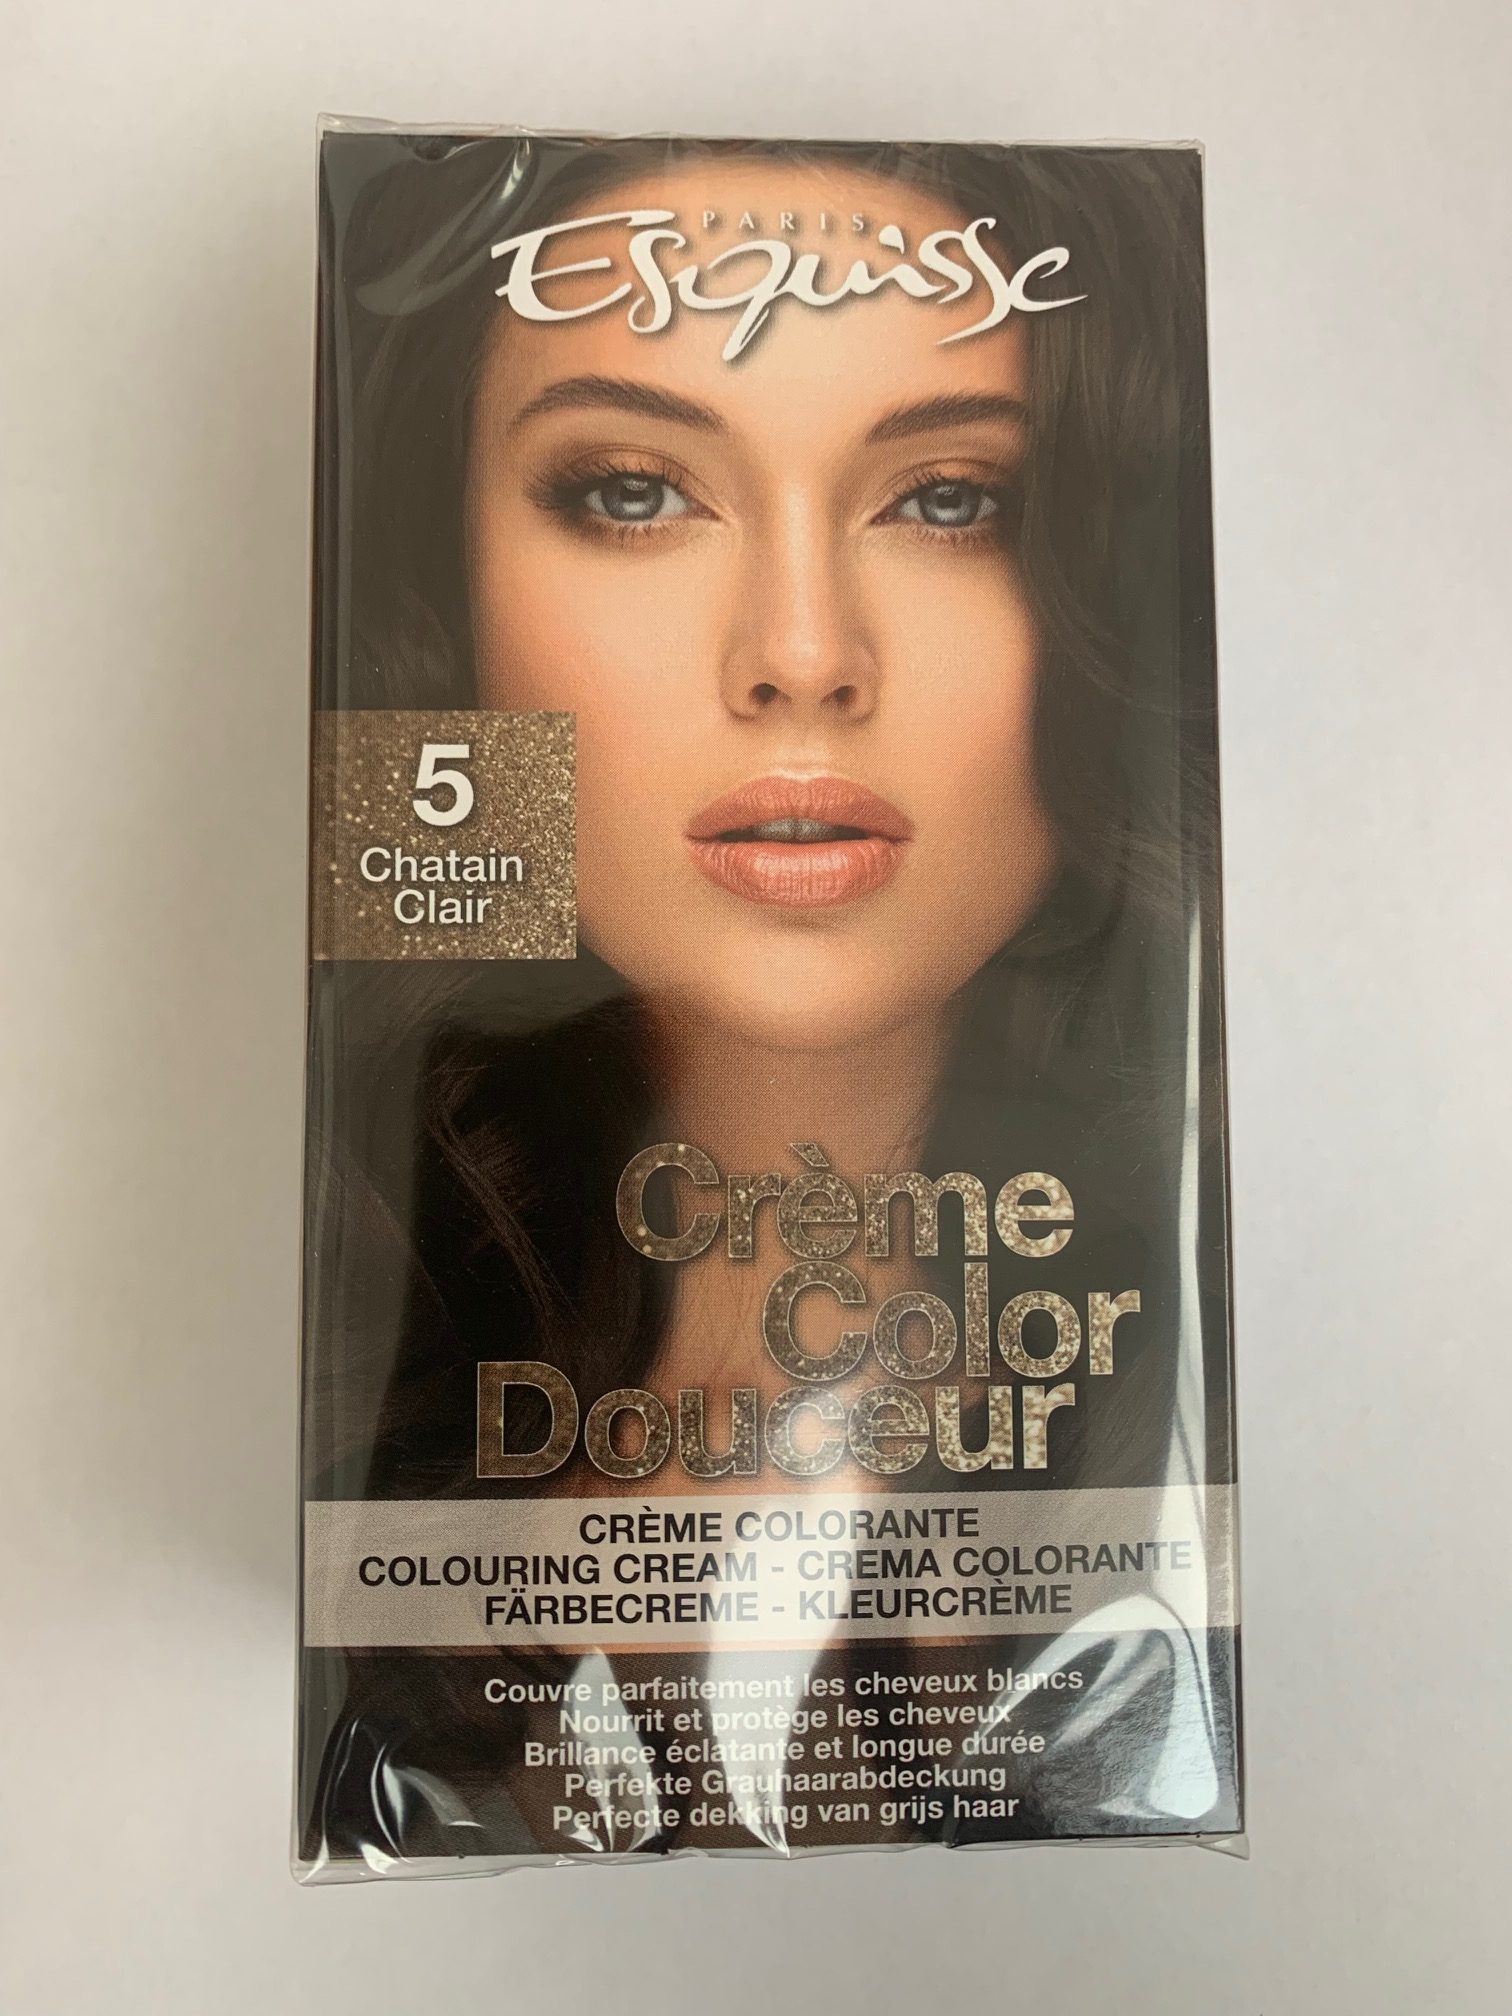 PARIS
Esquisse
5
Chatain
Clair
Crème
Color
Douceur
CRÈME COLORANTE
COLOURING CREAM - CREMA COLORANTE
FÄRBECREME - KLEURCRÈME
Couvre parfaitement les cheveux blancs
Nourrit et protège les cheveux
Brillance éclatante et longue durée
Perfekte Grauhaarabdeckung
Perfecte dekking van grijs haar